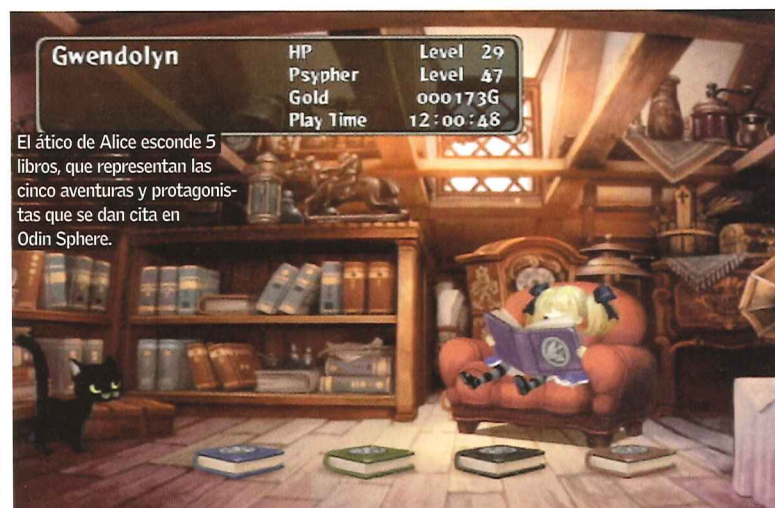 Gwendolyn
HP Level 29
Psypher Level 47
Gold 000173G
Play Time 12:00:48
El ático de Alice esconde 5
libros, que representan las
cinco aventuras y protagonis-
tas que se dan cita en
Odin Sphere.